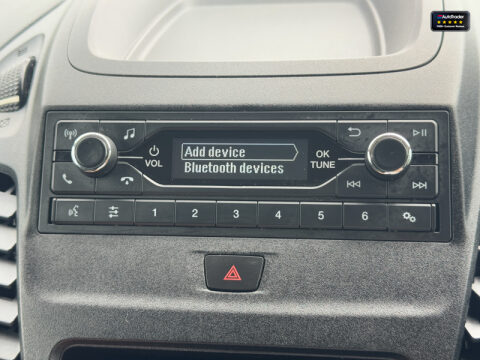 AutoTrader
Add device
Bluetooth devices
VOL
OK
TUNE
1 2 3 4 5 6